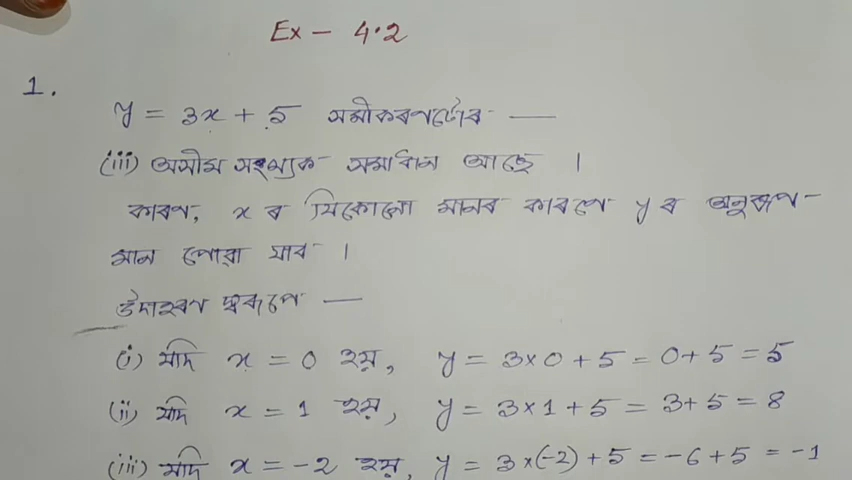 Ex - 4.2
1.
y = 3x + 5 সমীকৰণটোৰ —
(iii) অসীম সংখ্যক সমাধান আছে ।
কাৰণ, x ৰ যিকোনো মানৰ কাৰণে y ৰ অনুৰূপ
মান পোৱা যাব ।
উদাহৰণ স্বৰূপে —
(i) যদি x = 0 হয়, y = 3×0 + 5 = 0+5 = 5
(ii) যদি x = 1 হয়, y = 3×1 + 5 = 3+5 = 8
(iii) যদি x = -2 হয়, y = 3×(-2) + 5 = -6+5 = -1